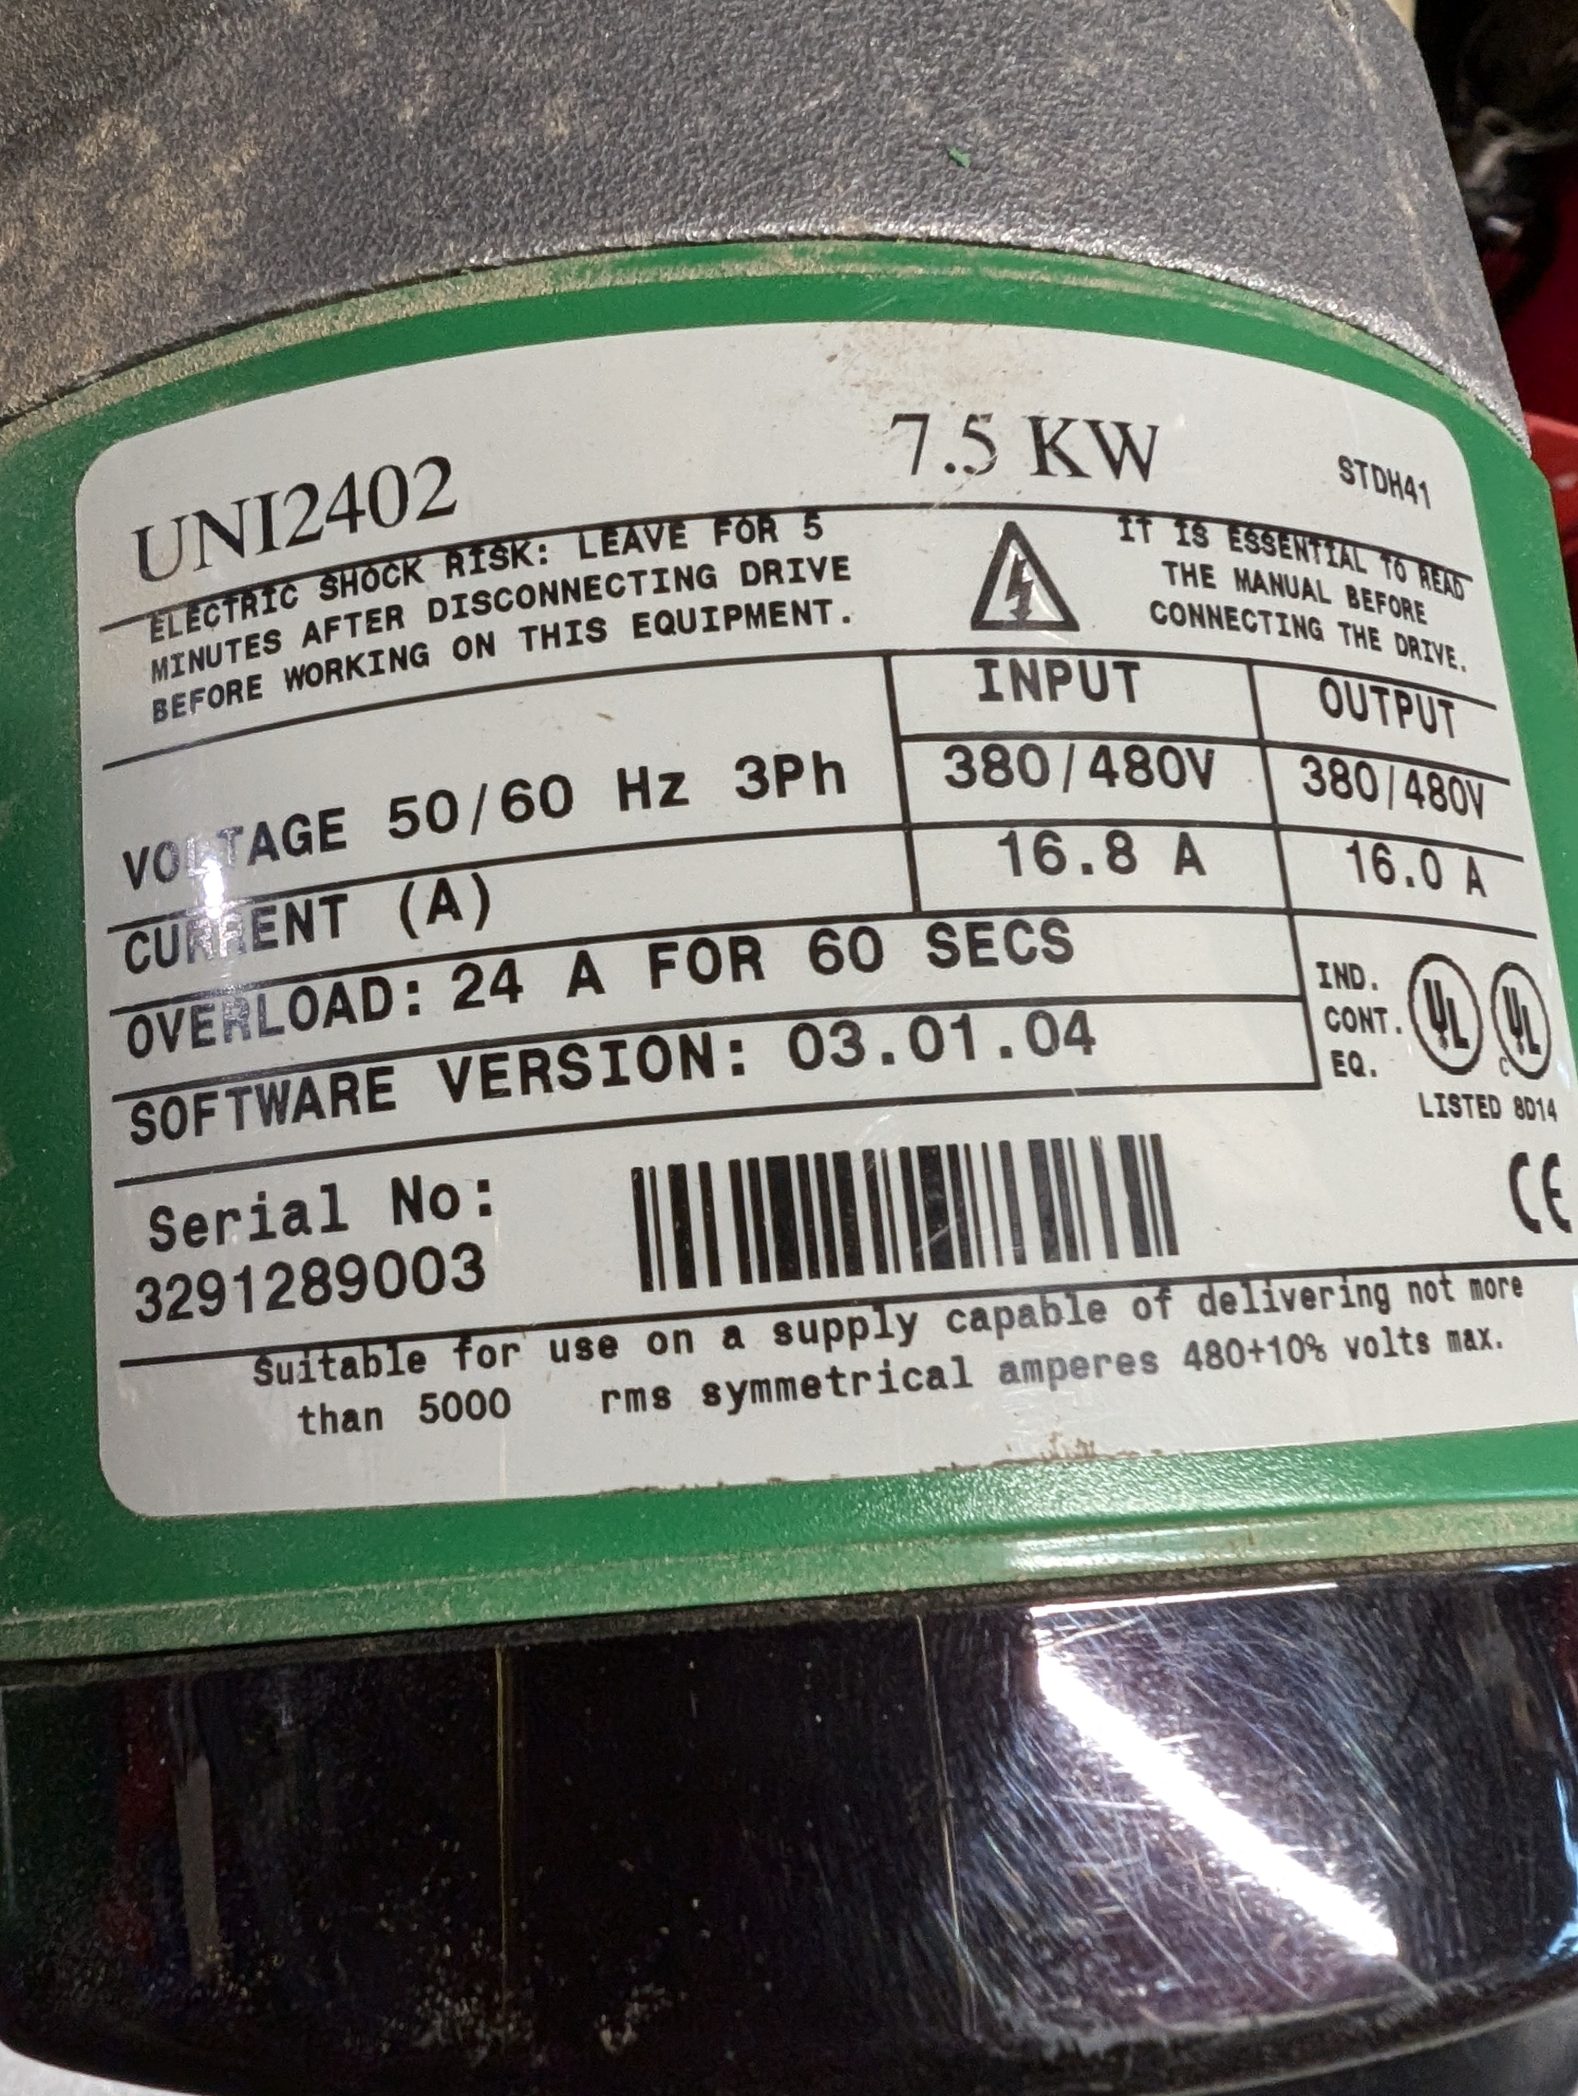 UNI2402 7.5 KW STDH41
ELECTRIC SHOCK RISK: LEAVE FOR 5
MINUTES AFTER DISCONNECTING DRIVE
BEFORE WORKING ON THIS EQUIPMENT.
IT IS ESSENTIAL TO READ
THE MANUAL BEFORE
CONNECTING THE DRIVE.
INPUT OUTPUT
VOLTAGE 50/60 Hz 3Ph 380/480V 380/480V
CURRENT (A) 16.8 A 16.0 A
OVERLOAD: 24 A FOR 60 SECS
SOFTWARE VERSION: 03.01.04
IND.
CONT.
EQ.
UL c UL
LISTED 8D14
Serial No:
3291289003
CE
Suitable for use on a supply capable of delivering not more
than 5000 rms symmetrical amperes 480+10% volts max.